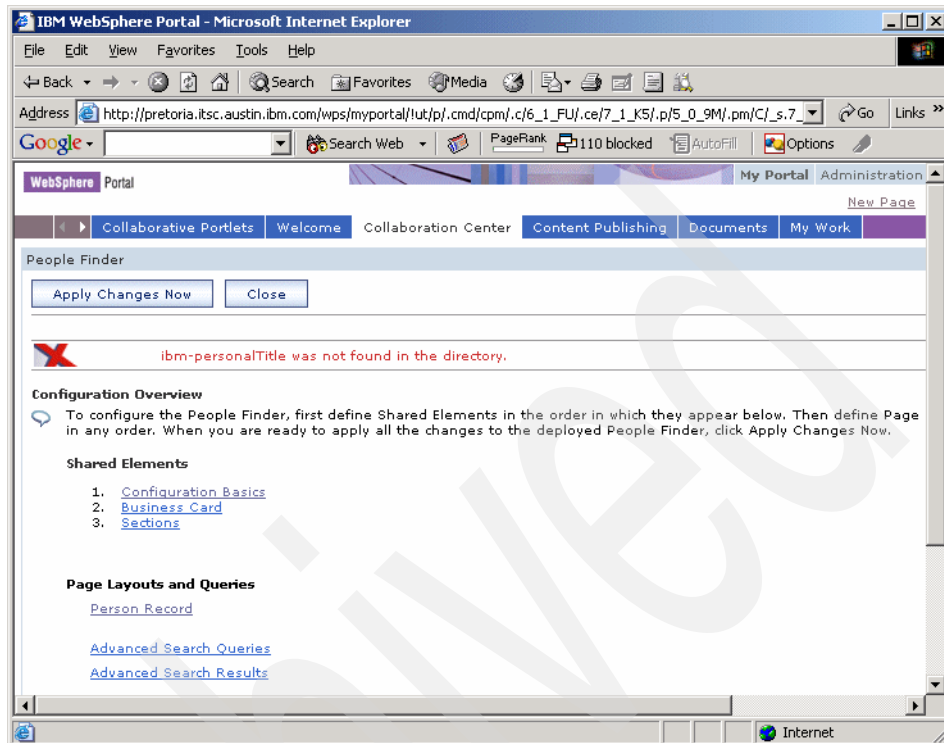 IBM WebSphere Portal - Microsoft Internet Explorer
File Edit View Favorites Tools Help
Back Search Favorites Media
Address http://pretoria.itsc.austin.ibm.com/wps/myportal/!ut/p/.cmd/cpm/.c/6_1_FU/.ce/7_1_K5/.p/5_0_9M/.pm/C/_s.7_ Go Links »
Google Search Web PageRank 110 blocked AutoFill Options
WebSphere Portal My Portal Administration
New Page
Collaborative Portlets Welcome Collaboration Center Content Publishing Documents My Work
People Finder
Apply Changes Now Close
ibm-personalTitle was not found in the directory.
Configuration Overview
To configure the People Finder, first define Shared Elements in the order in which they appear below. Then define Page
in any order. When you are ready to apply all the changes to the deployed People Finder, click Apply Changes Now.
Shared Elements
1. Configuration Basics
2. Business Card
3. Sections
Page Layouts and Queries
Person Record
Advanced Search Queries
Advanced Search Results
Internet